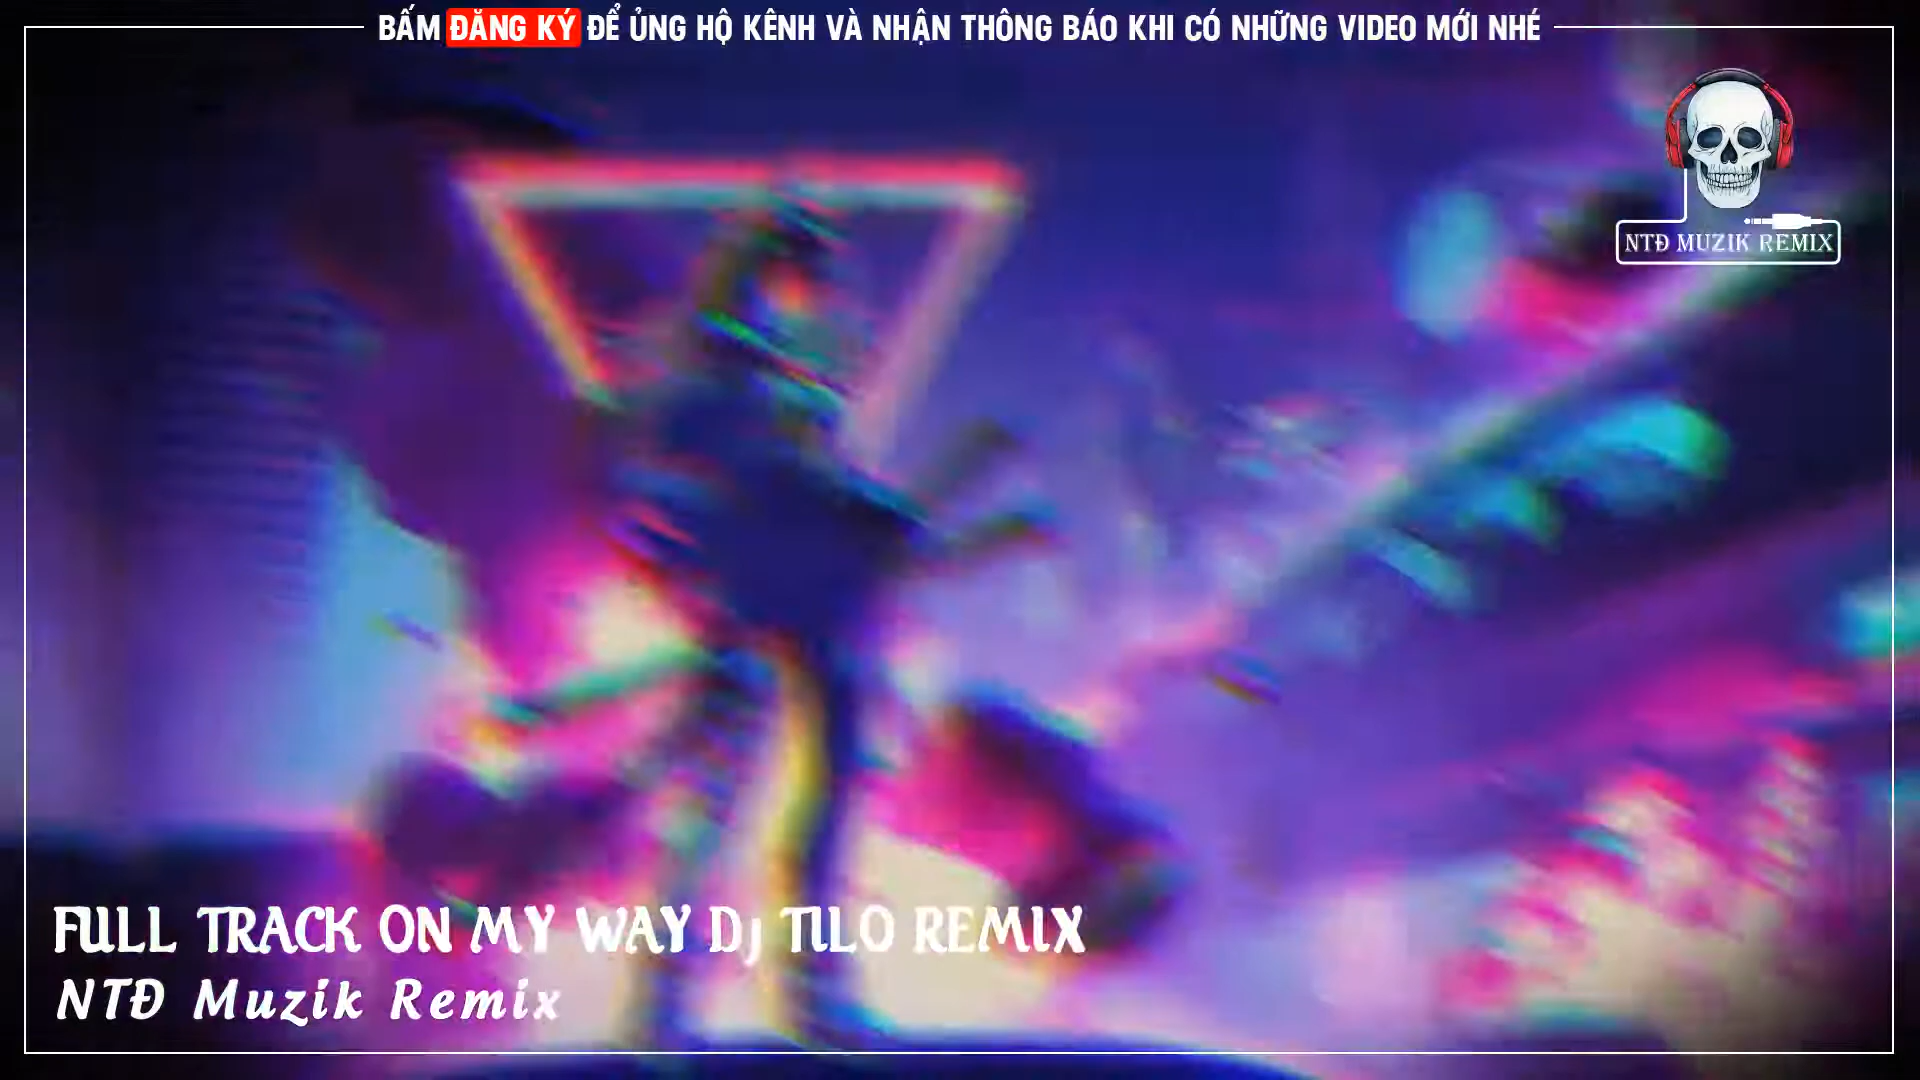 BẤM ĐĂNG KÝ ĐỂ ỦNG HỘ KÊNH VÀ NHẬN THÔNG BÁO KHI CÓ NHỮNG VIDEO MỚI NHÉ
NTĐ MUZIK REMIX
FULL TRACK ON MY WAY Dj TILO REMIX
NTĐ Muzik Remix